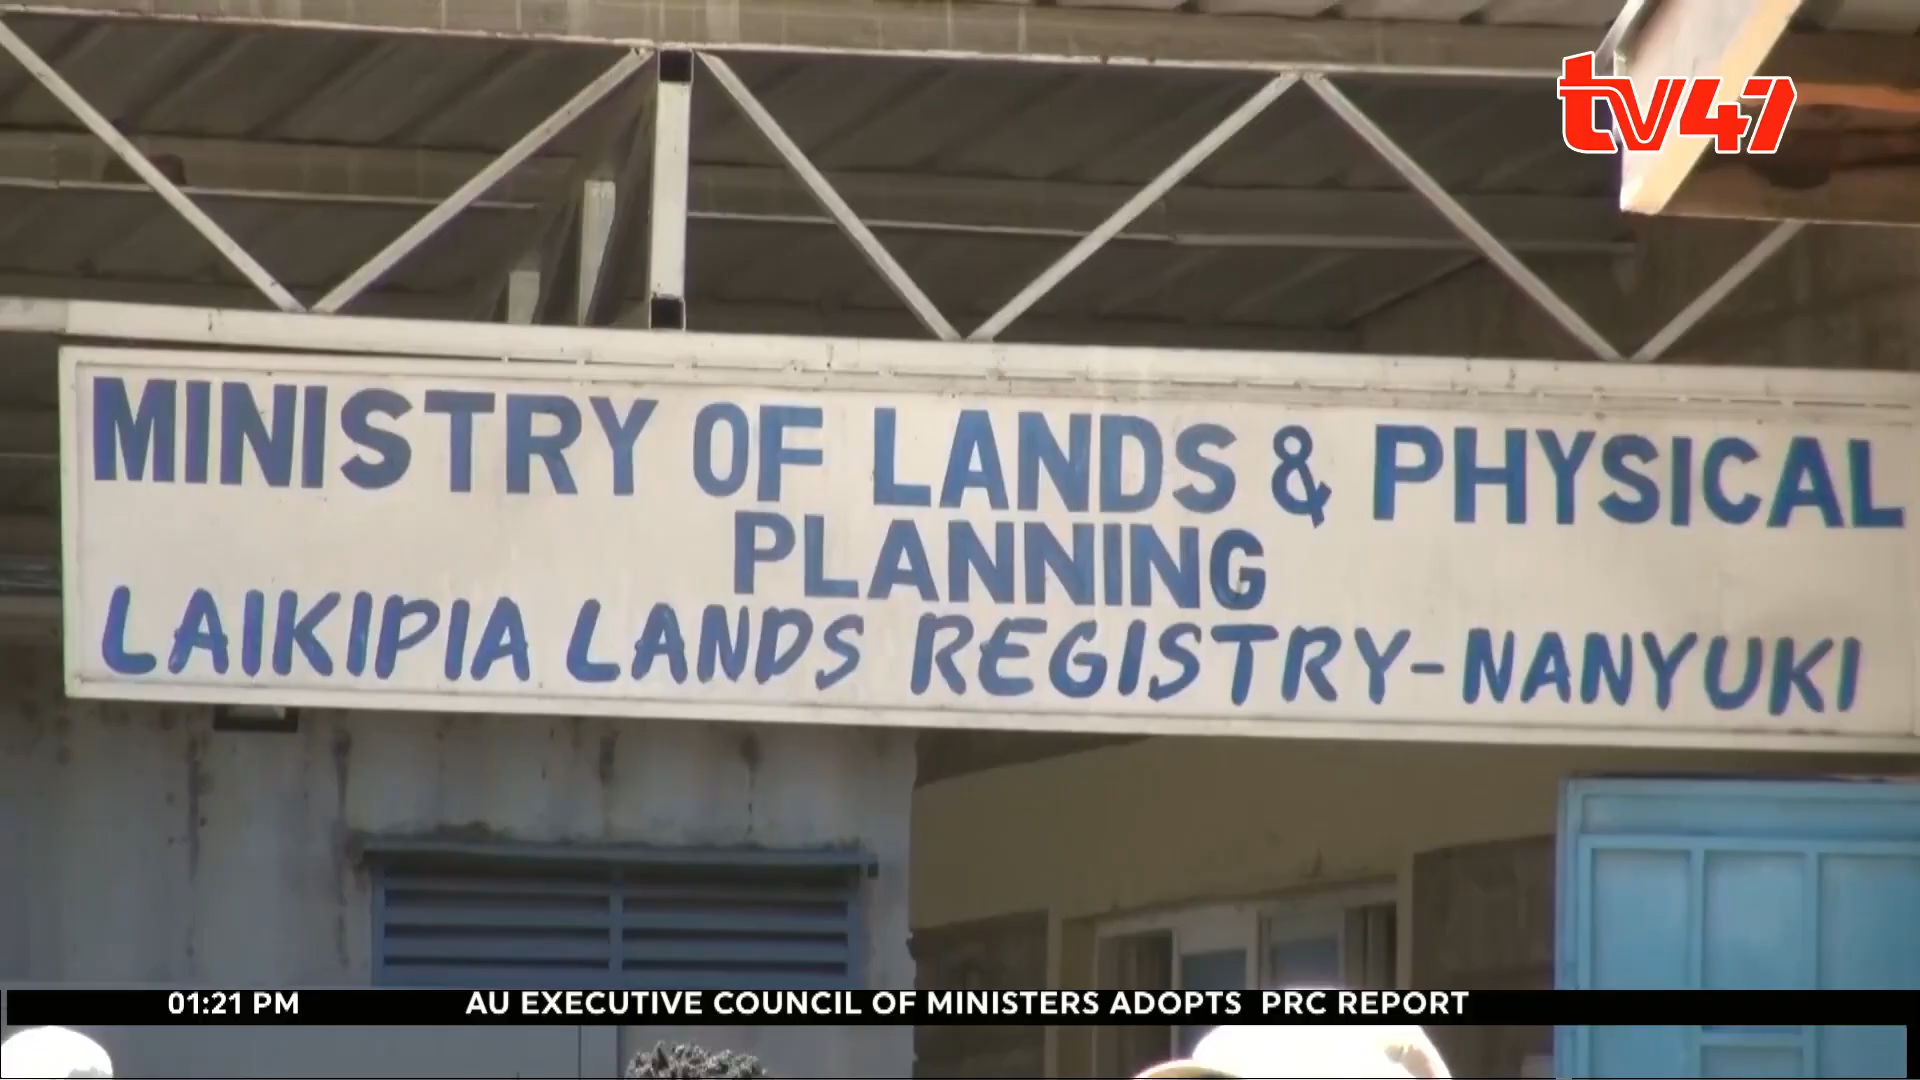 tv47
MINISTRY OF LANDS & PHYSICAL
PLANNING
LAIKIPIA LANDS REGISTRY-NANYUKI
01:21 PM
AU EXECUTIVE COUNCIL OF MINISTERS ADOPTS PRC REPORT